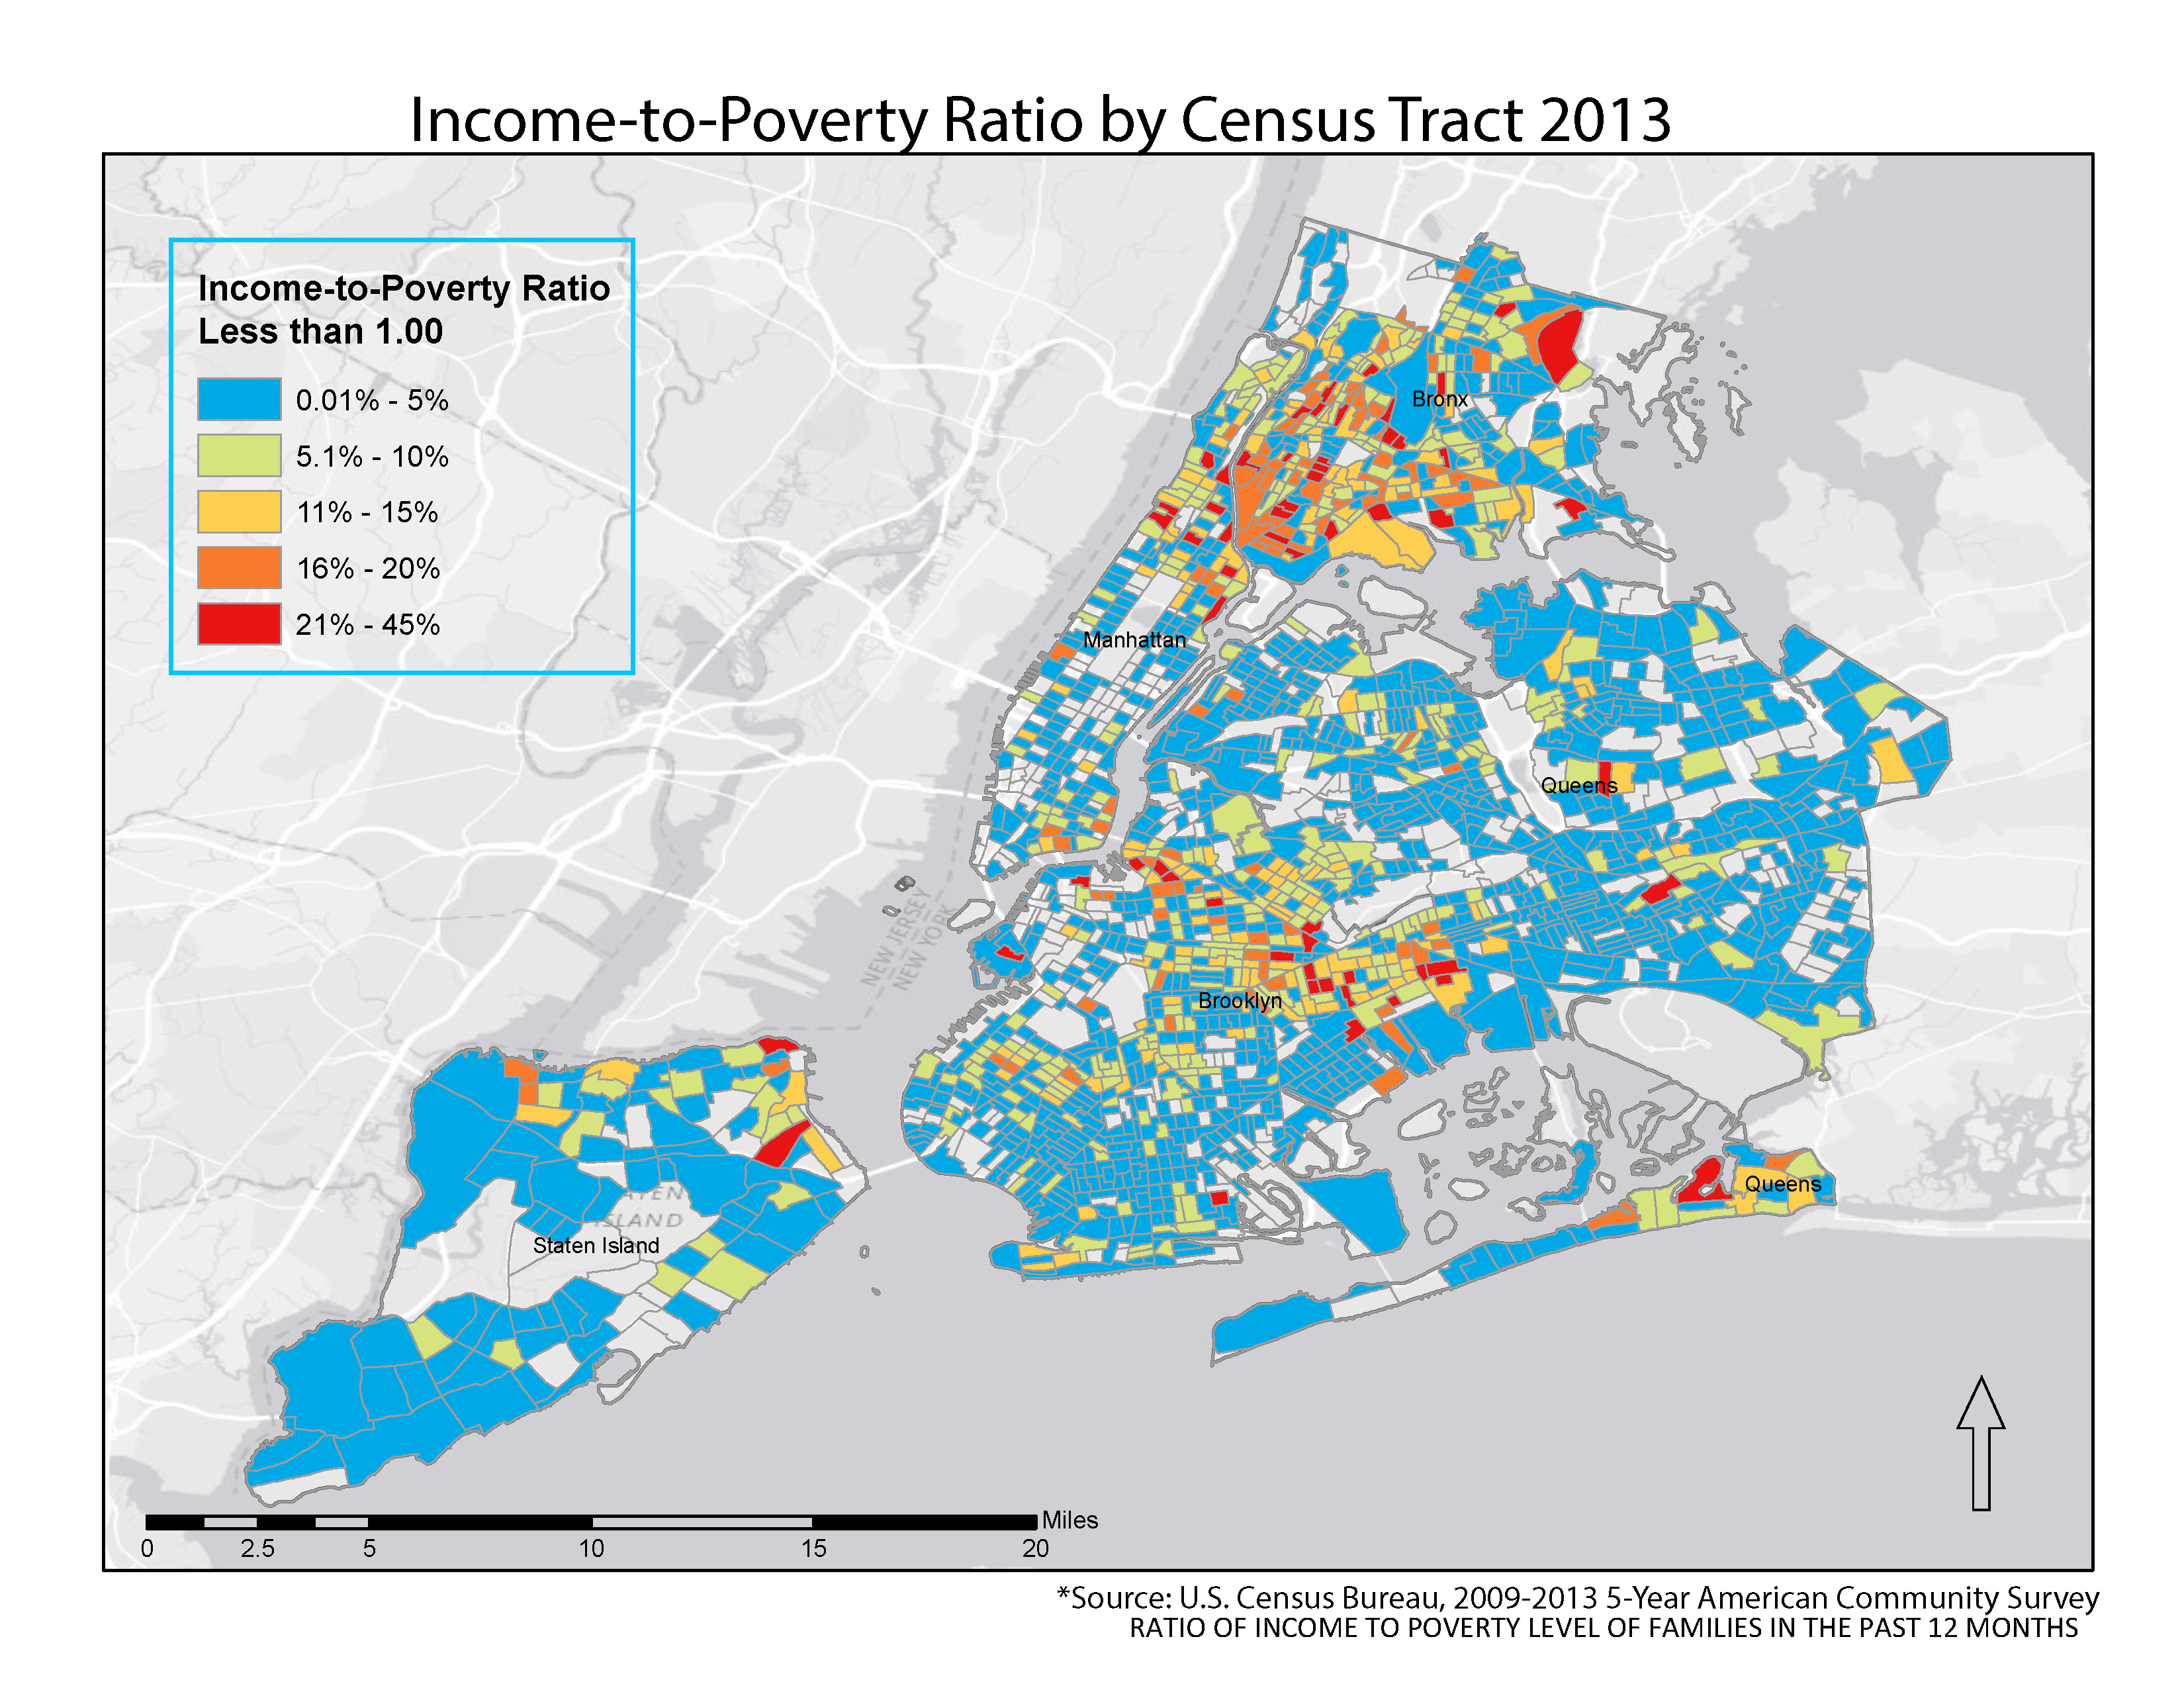 Income-to-Poverty Ratio by Census Tract 2013
Income-to-Poverty Ratio
Less than 1.00
0.01% - 5%
5.1% - 10%
11% - 15%
16% - 20%
21% - 45%
Bronx
Manhattan
Queens
NEW JERSEY
NEW YORK
Brooklyn
Queens
ISLAND
Staten Island
Miles
0 2.5 5 10 15 20
*Source: U.S. Census Bureau, 2009-2013 5-Year American Community Survey
RATIO OF INCOME TO POVERTY LEVEL OF FAMILIES IN THE PAST 12 MONTHS